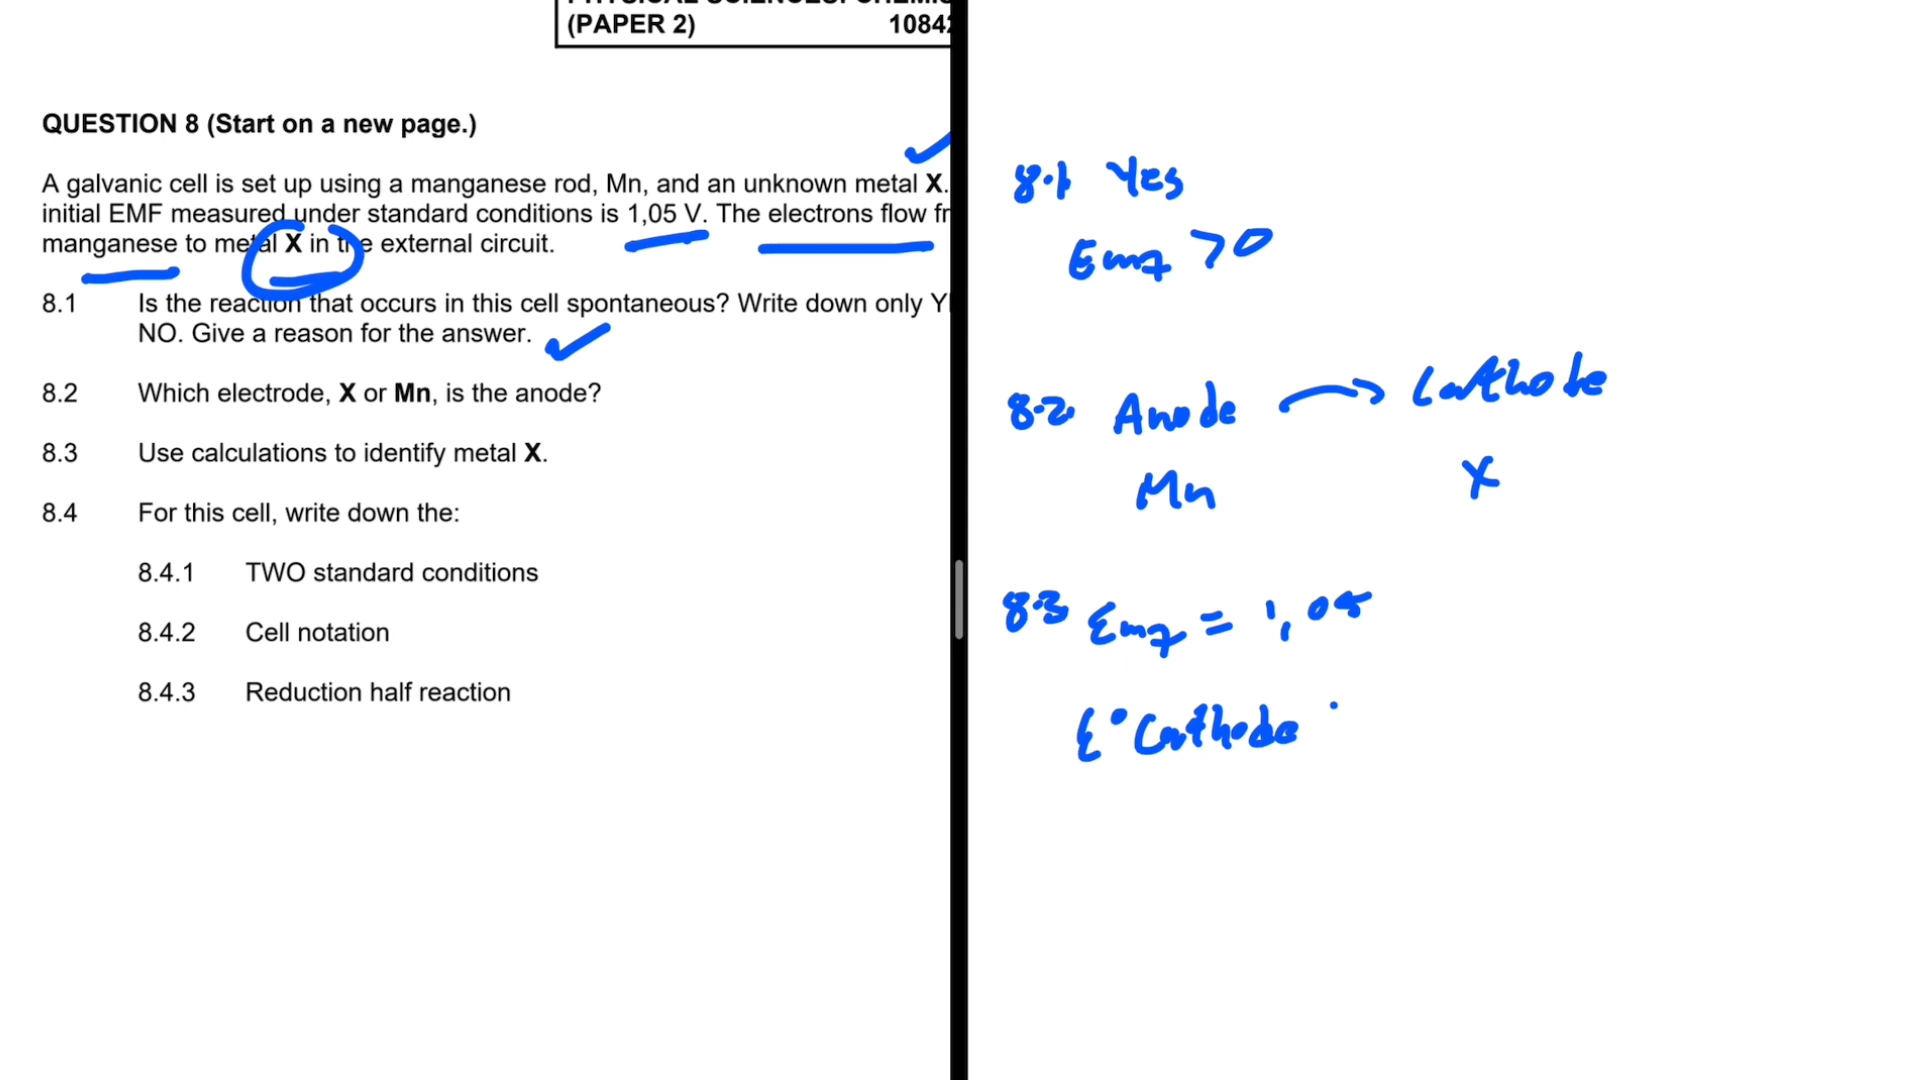 (PAPER 2) 1084
QUESTION 8 (Start on a new page.)
A galvanic cell is set up using a manganese rod, Mn, and an unknown metal X.
initial EMF measured under standard conditions is 1,05 V. The electrons flow fr
manganese to metal X in the external circuit.
8.1 Is the reaction that occurs in this cell spontaneous? Write down only Y
NO. Give a reason for the answer.
8.2 Which electrode, X or Mn, is the anode?
8.3 Use calculations to identify metal X.
8.4 For this cell, write down the:
8.4.1 TWO standard conditions
8.4.2 Cell notation
8.4.3 Reduction half reaction
8.1 Yes
Emf >0
8.2 Anode → Cathode
Mn X
8.3 Emf = 1,05
E° Cathode